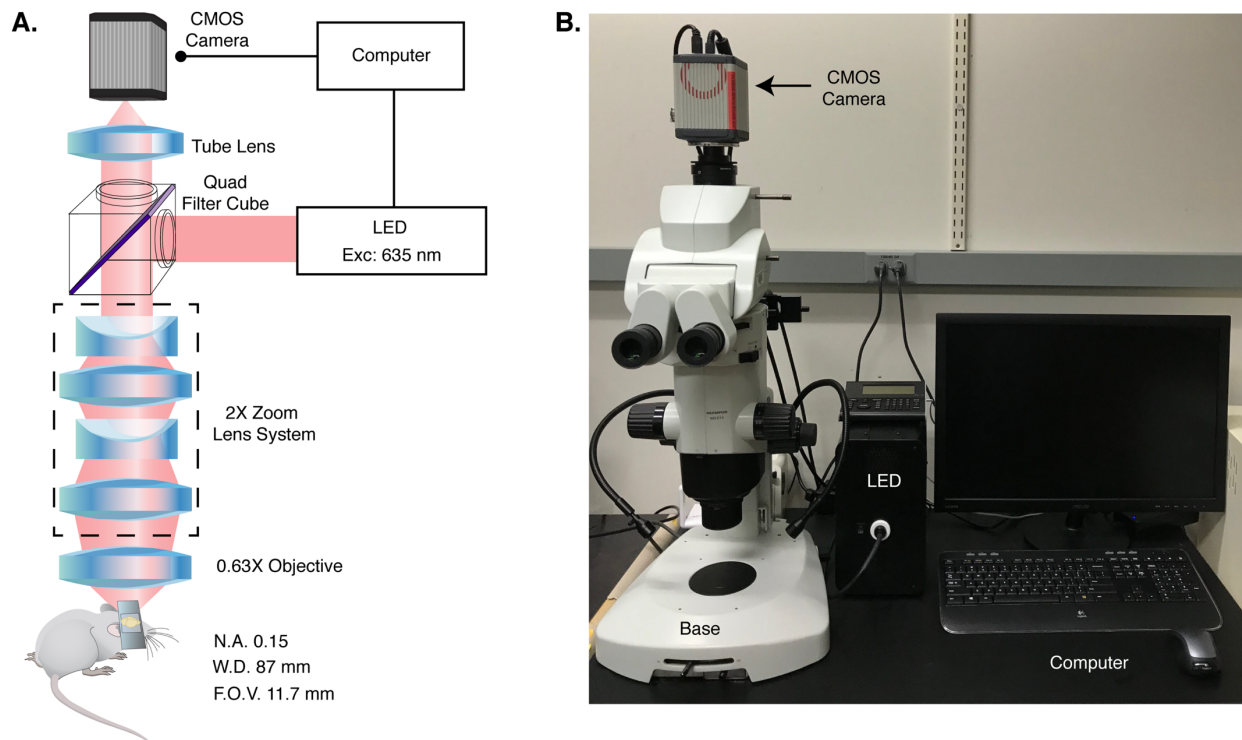 A.
CMOS
Camera
Computer
Tube Lens
Quad
Filter Cube
LED
Exc: 635 nm
2X Zoom
Lens System
0.63X Objective
N.A. 0.15
W.D. 87 mm
F.O.V. 11.7 mm
B.
CMOS
Camera
OLYMPUS
LED
Base
Computer